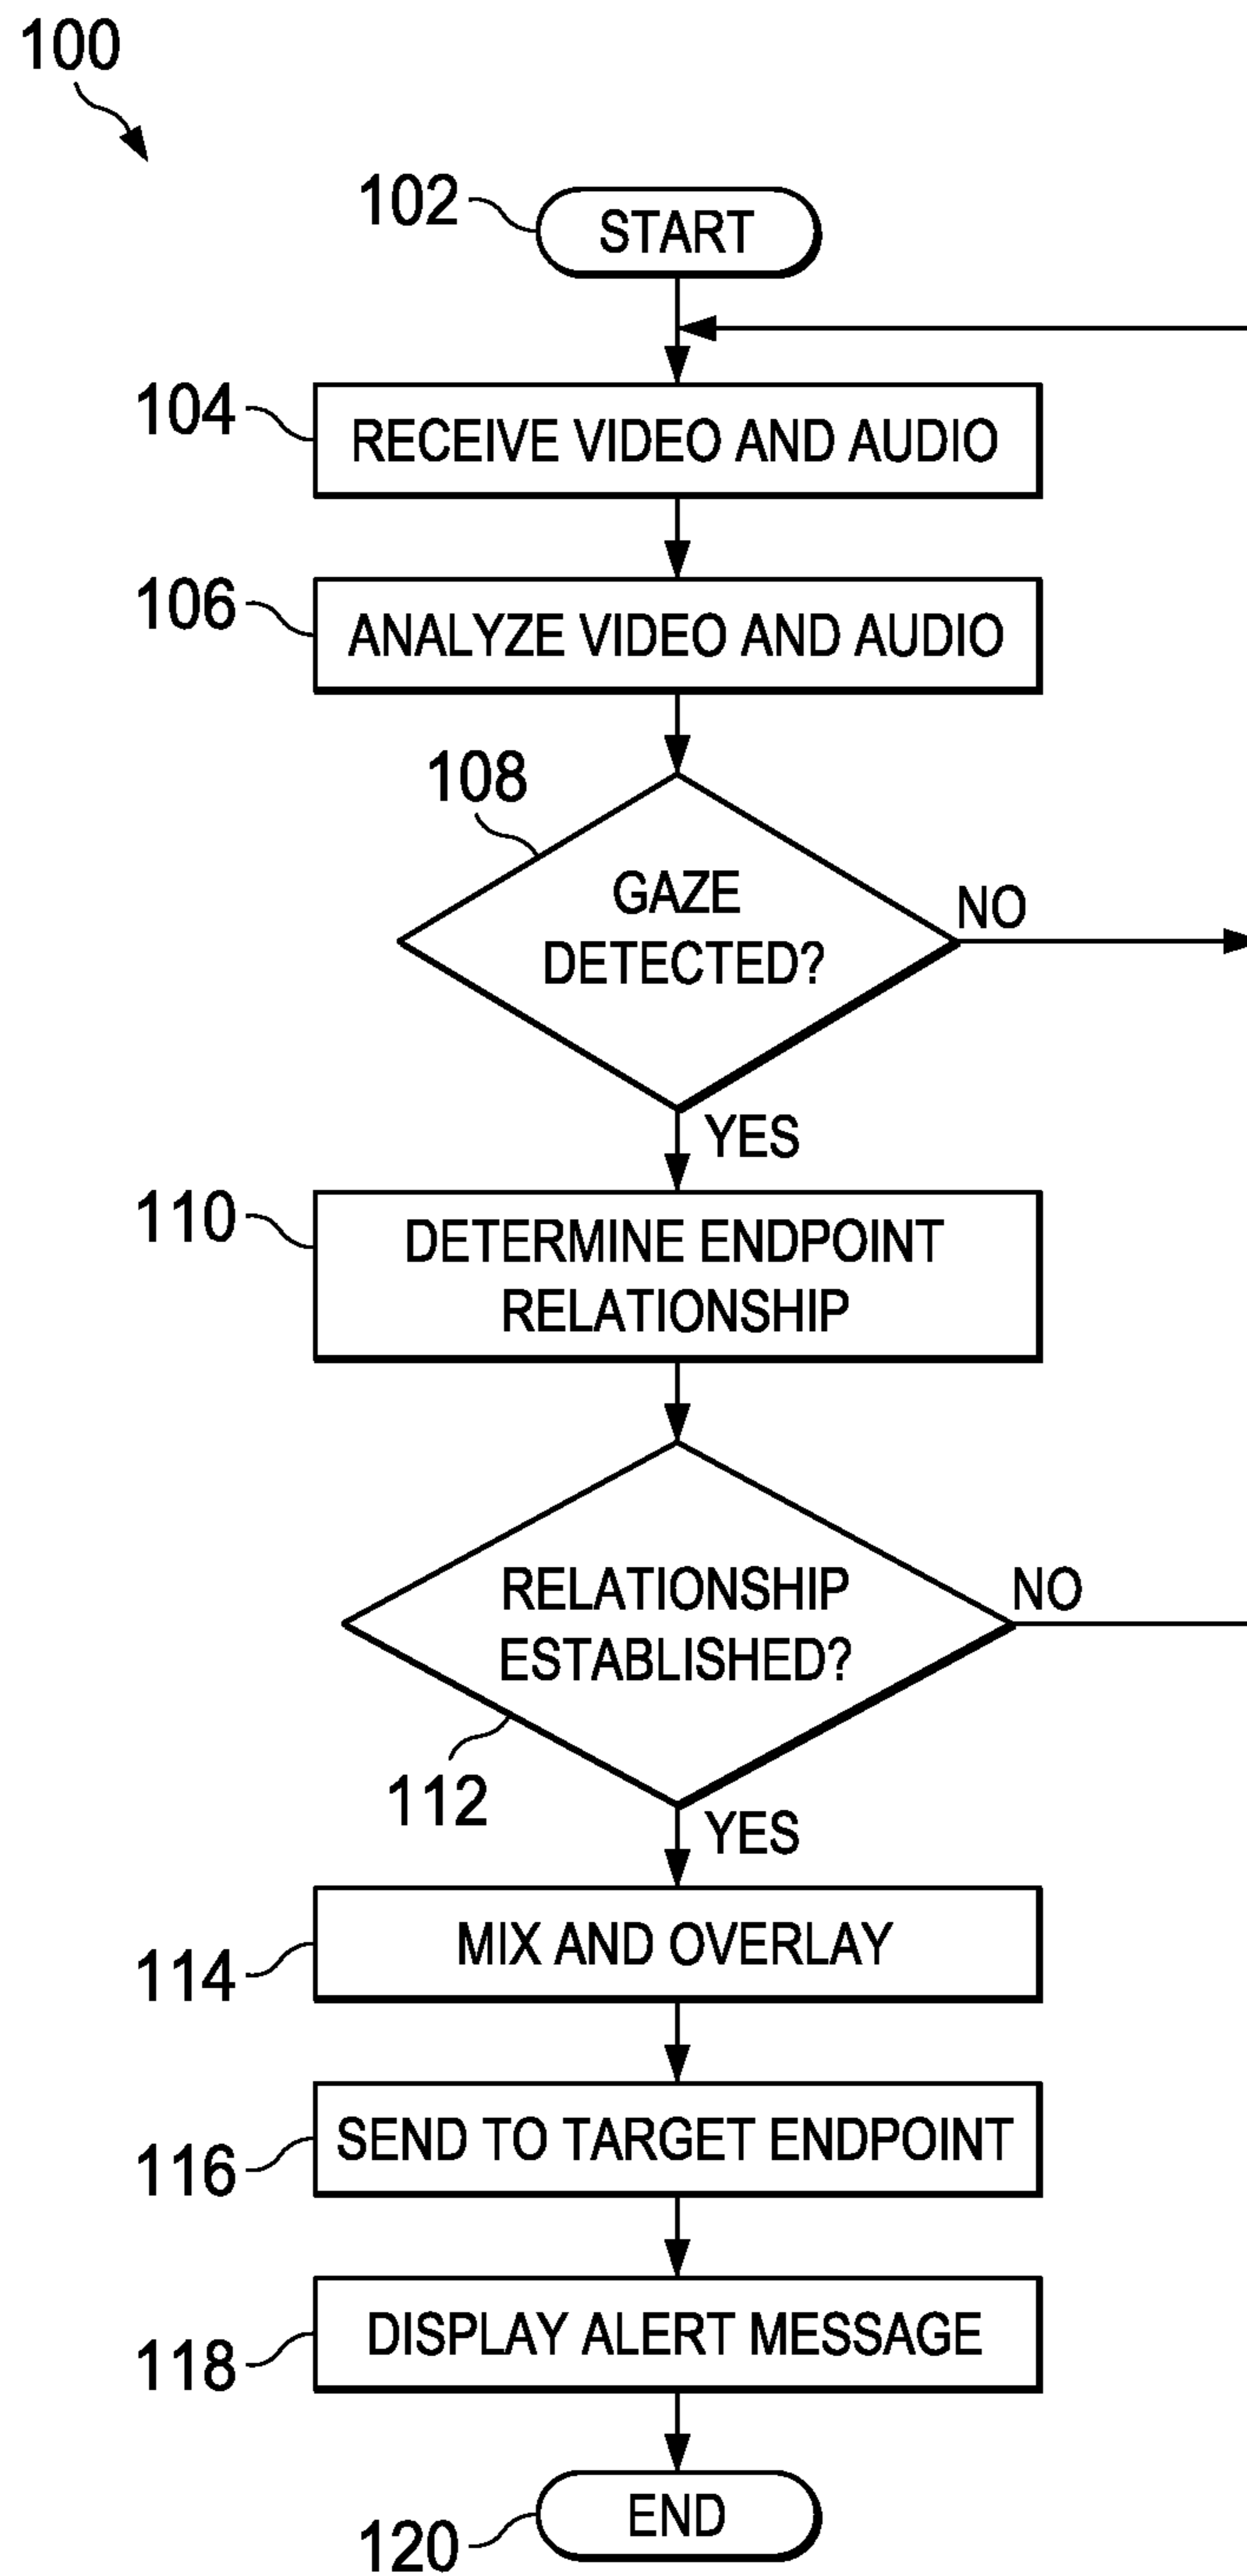 100
102
START
104
RECEIVE VIDEO AND AUDIO
106
ANALYZE VIDEO AND AUDIO
108
GAZE
DETECTED?
NO
YES
110
DETERMINE ENDPOINT
RELATIONSHIP
RELATIONSHIP
ESTABLISHED?
NO
112
YES
114
MIX AND OVERLAY
116
SEND TO TARGET ENDPOINT
118
DISPLAY ALERT MESSAGE
120
END